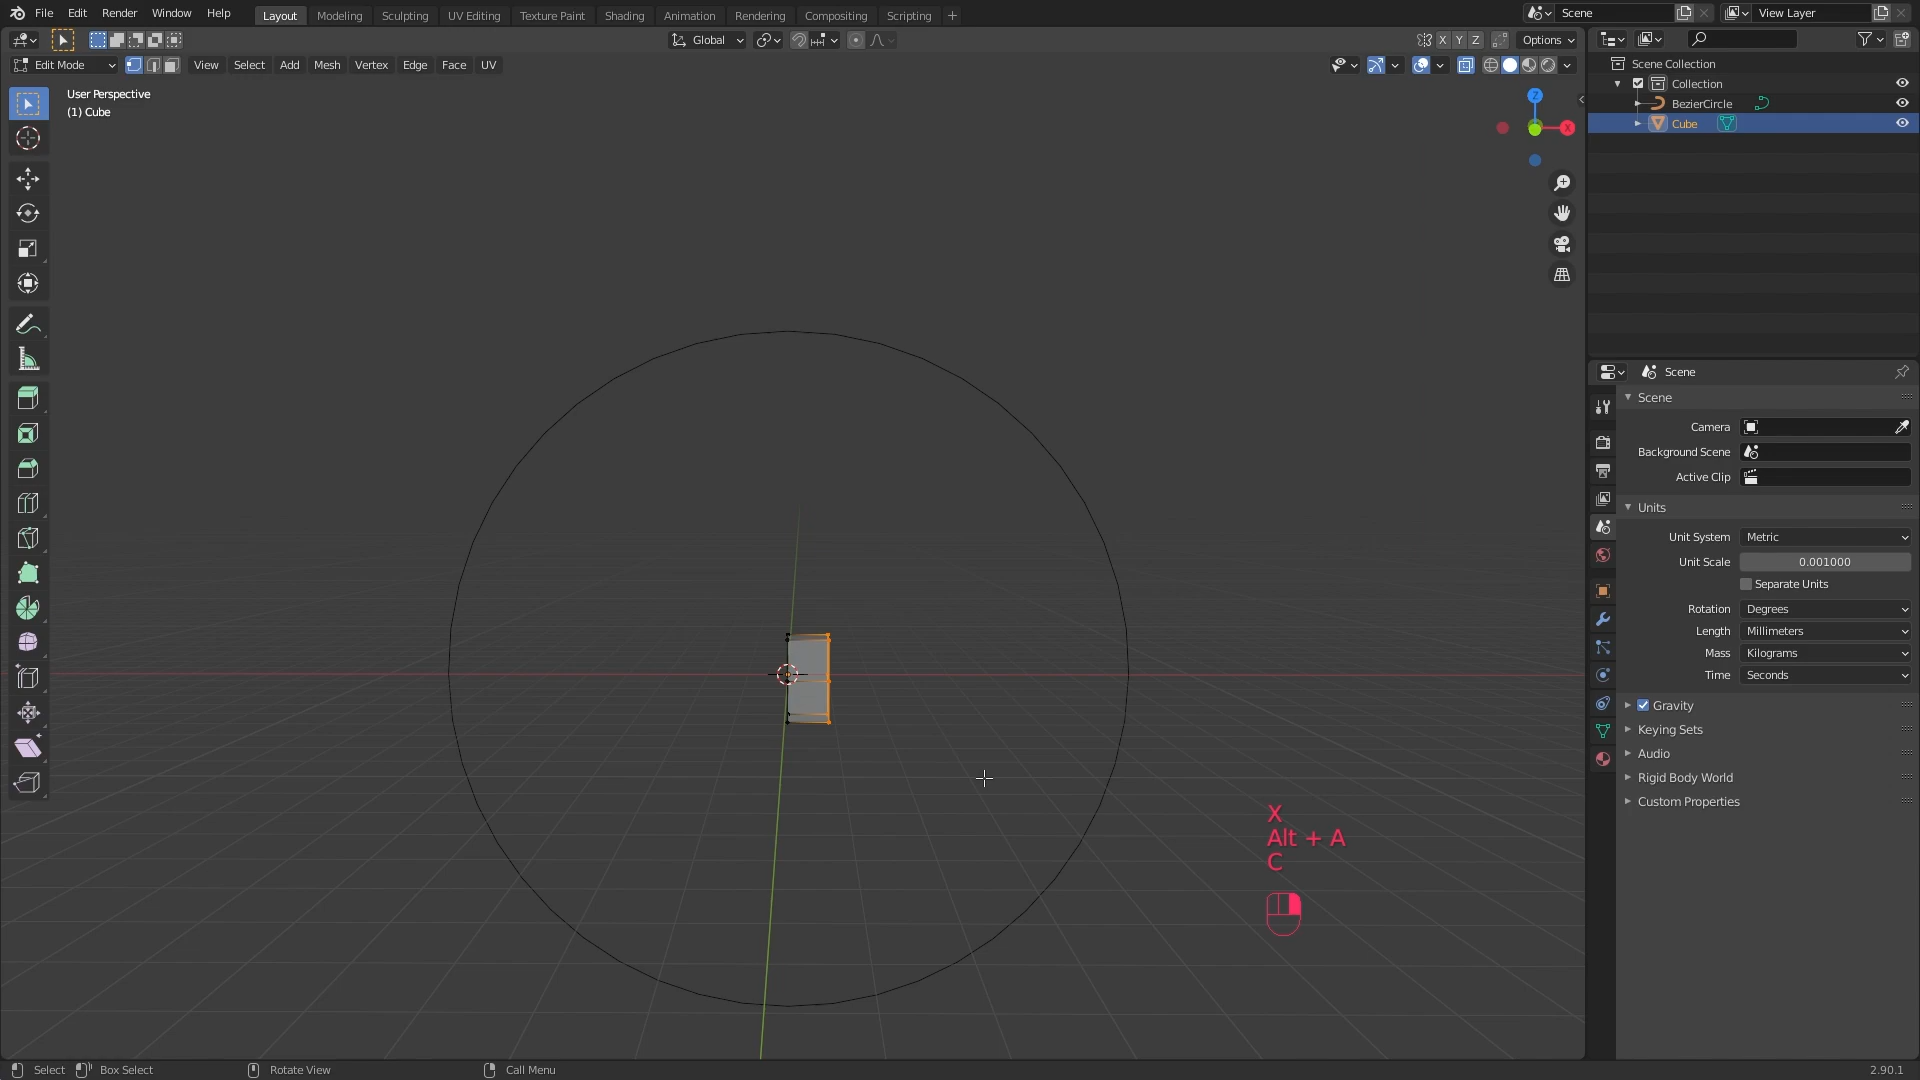 File Edit Render Window Help Layout Modeling Sculpting UV Editing Texture Paint Shading Animation Rendering Compositing Scripting + Scene View Layer
Global X Y Z Options
Edit Mode View Select Add Mesh Vertex Edge Face UV
User Perspective
(1) Cube
Z
X
Scene Collection
Collection
BezierCircle
Cube
Scene
Scene
Camera
Background Scene
Active Clip
Units
Unit System Metric
Unit Scale 0.001000
Separate Units
Rotation Degrees
Length Millimeters
Mass Kilograms
Time Seconds
Gravity
Keying Sets
Audio
Rigid Body World
Custom Properties
X
Alt + A
C
Select Box Select Rotate View Call Menu 2.90.1